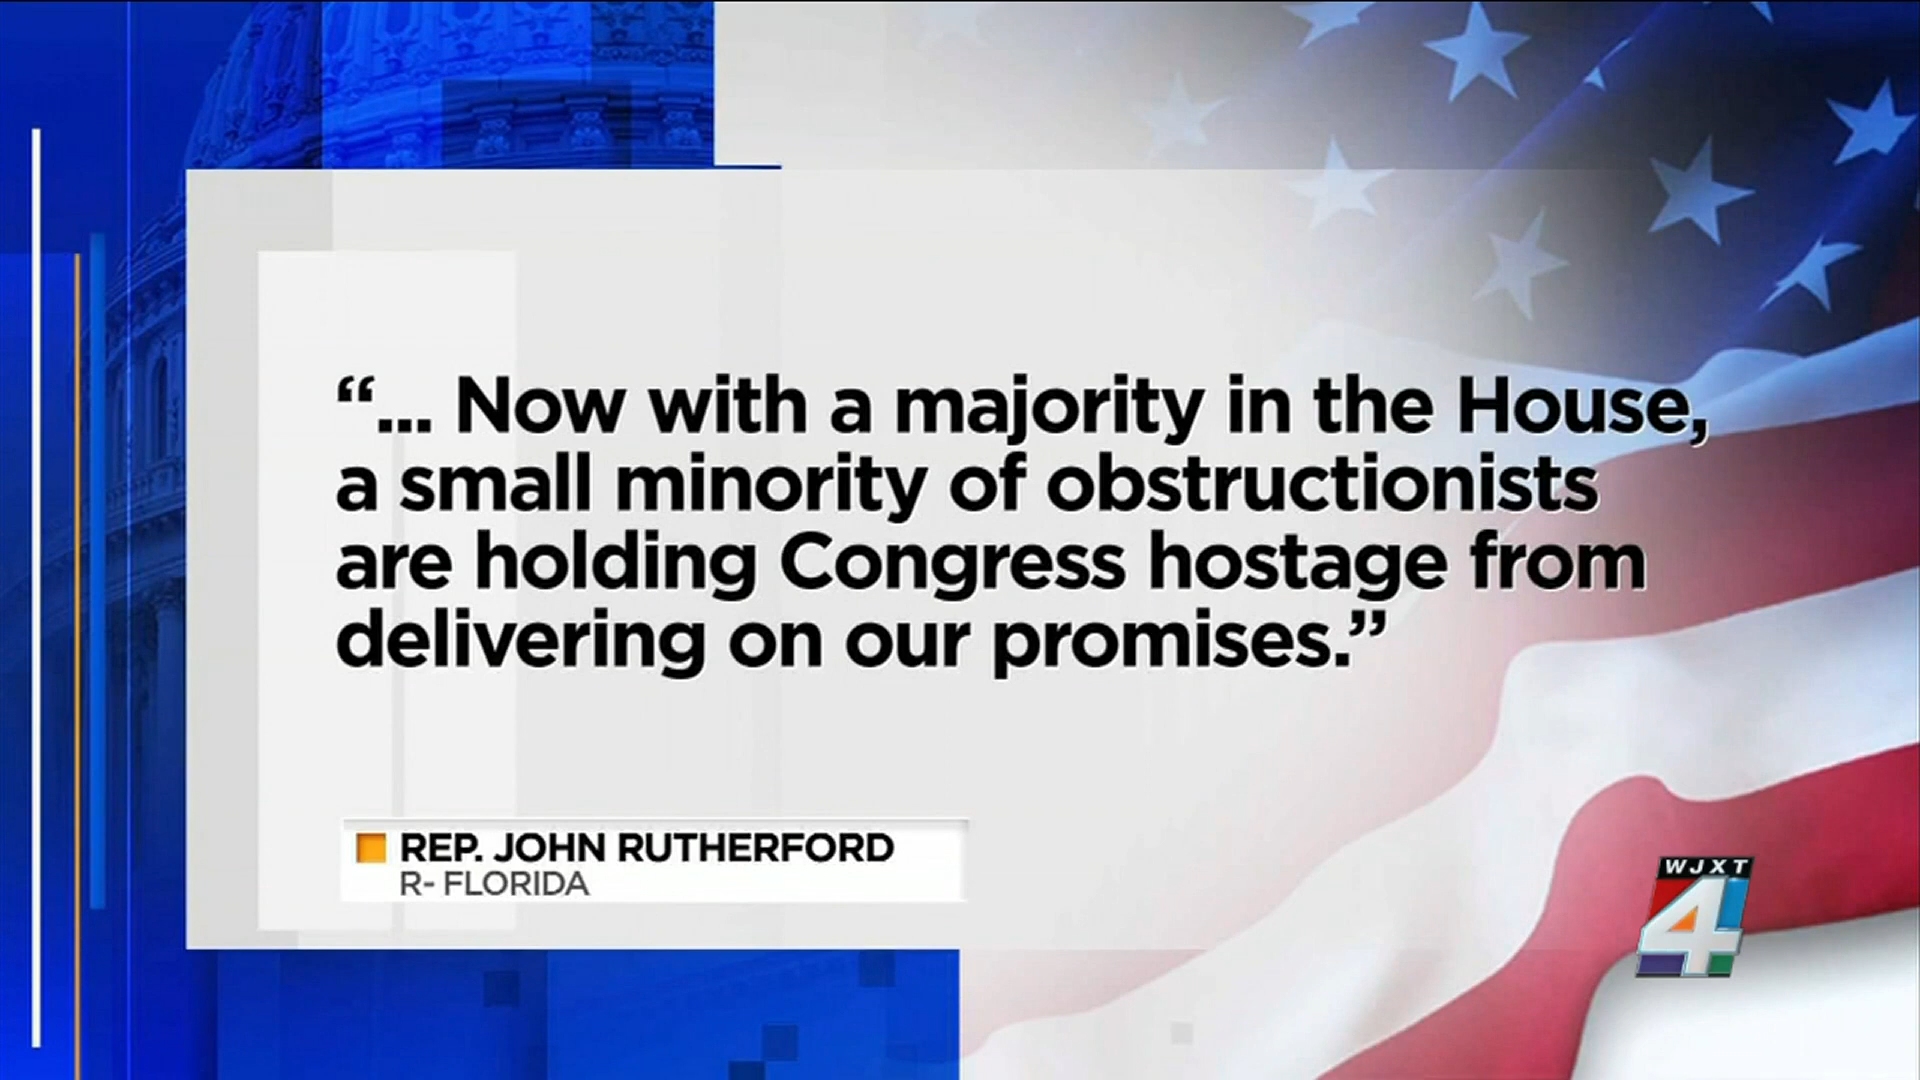 “... Now with a majority in the House,
a small minority of obstructionists
are holding Congress hostage from
delivering on our promises.”
REP. JOHN RUTHERFORD
R- FLORIDA
WJXT
4